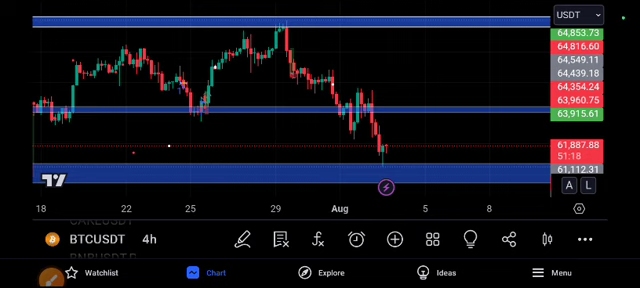 USDT
64,853.73
64,816.60
64,549.11
64,439.18
64,354.24
63,960.75
63,915.61
61,887.88
51:18
61,112.31
A L
18 22 25 29 Aug 5 8
BTCUSDT 4h
Watchlist Chart Explore Ideas Menu